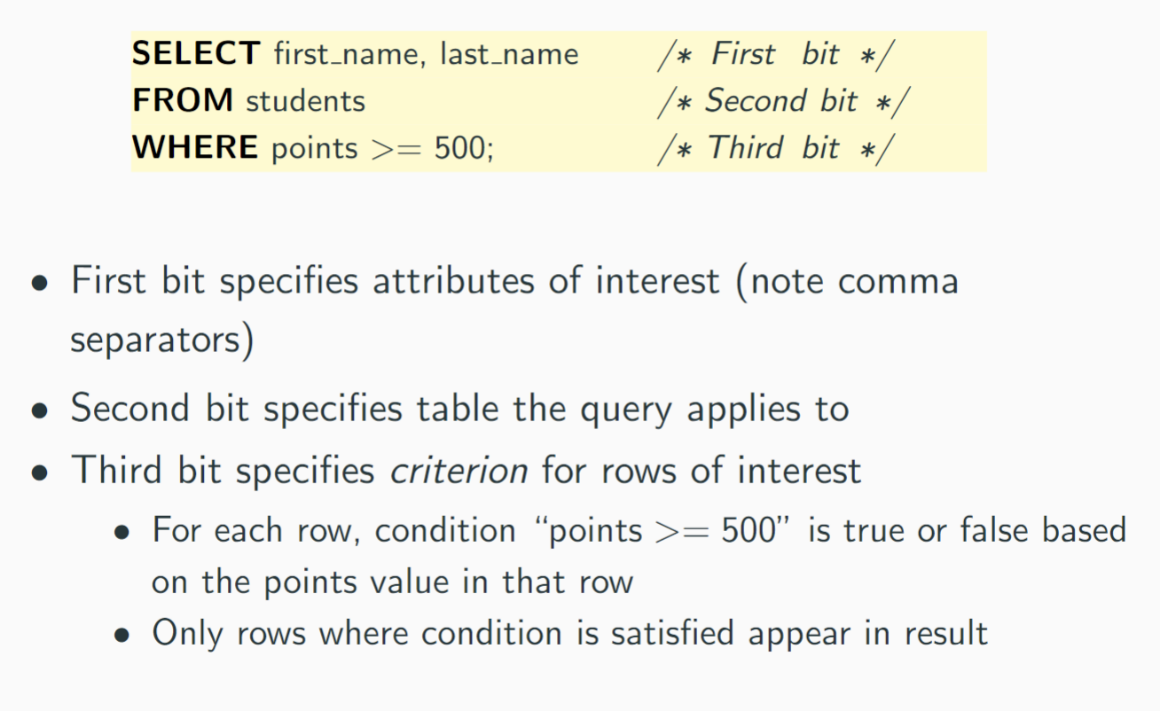 SELECT first_name, last_name /* First bit */
FROM students /* Second bit */
WHERE points >= 500; /* Third bit */
• First bit specifies attributes of interest (note comma
separators)
• Second bit specifies table the query applies to
• Third bit specifies criterion for rows of interest
• For each row, condition “points >= 500” is true or false based
on the points value in that row
• Only rows where condition is satisfied appear in result